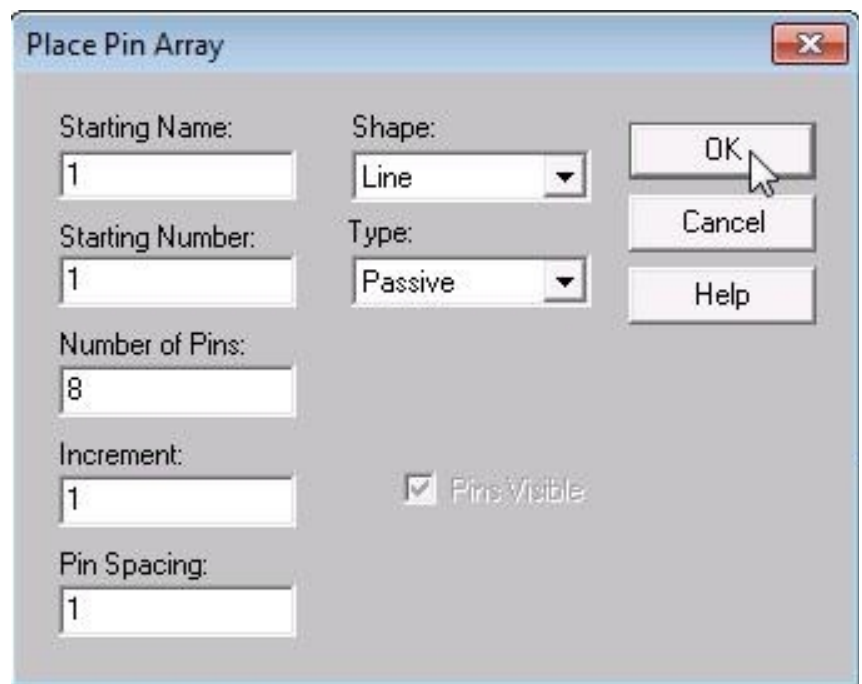 Place Pin Array
Starting Name:
1
Starting Number:
1
Number of Pins:
8
Increment:
1
Pin Spacing:
1
Shape:
Line
Type:
Passive
Pins Visible
OK
Cancel
Help